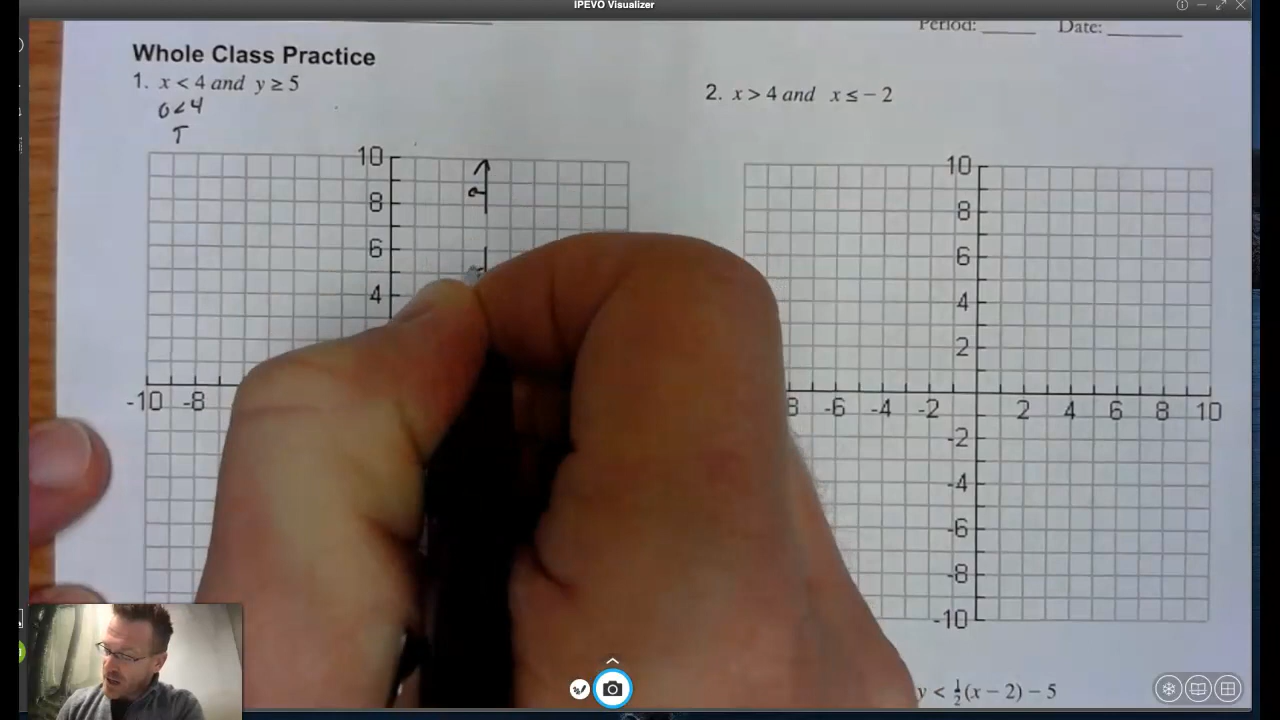 IPEVO Visualizer
Period: _____ Date: _______
Whole Class Practice
1. x < 4 and y ≥ 5
0 < 4
T
2. x > 4 and x ≤ - 2
10
8
6
4
-10 -8
10
8
6
4
2
-6 -4 -2 2 4 6 8 10
-2
-4
-6
-8
-10
y < 1/2 (x - 2) - 5